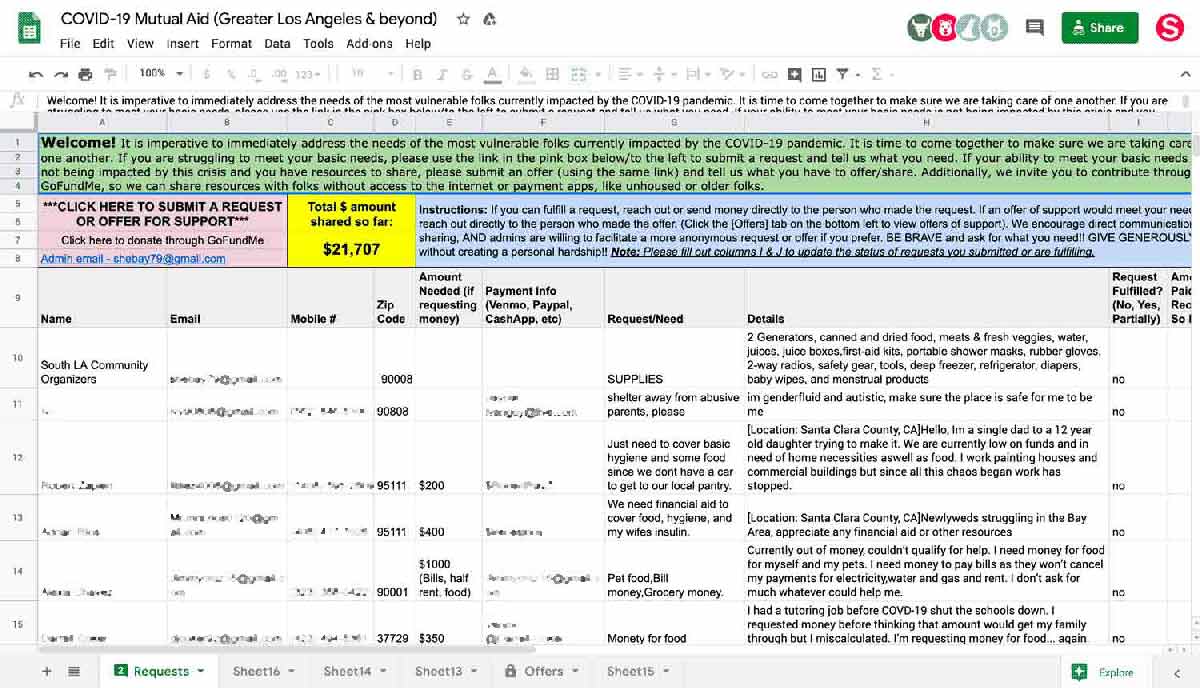 COVID-19 Mutual Aid (Greater Los Angeles & beyond)
File Edit View Insert Format Data Tools Add-ons Help
Share
S
100% $ % .0 .00 123 10 B I S A
fx
Welcome! It is imperative to immediately address the needs of the most vulnerable folks currently impacted by the COVID-19 pandemic. It is time to come together to make sure we are taking care of one another. If you are
A B C D E F G H I
1 Welcome! It is imperative to immediately address the needs of the most vulnerable folks currently impacted by the COVID-19 pandemic. It is time to come together to make sure we are taking care
2 one another. If you are struggling to meet your basic needs, please use the link in the pink box below/to the left to submit a request and tell us what you need. If your ability to meet your basic needs
3 not being impacted by this crisis and you have resources to share, please submit an offer (using the same link) and tell us what you have to offer/share. Additionally, we invite you to contribute throug
4 GoFundMe, so we can share resources with folks without access to the internet or payment apps, like unhoused or older folks.
5
6
7
8
***CLICK HERE TO SUBMIT A REQUEST
OR OFFER FOR SUPPORT***
Click here to donate through GoFundMe
Admin email - shebay79@gmail.com
Total $ amount
shared so far:
$21,707
Instructions: If you can fulfill a request, reach out or send money directly to the person who made the request. If an offer of support would meet your need
reach out directly to the person who made the offer. (Click the [Offers] tab on the bottom left to view offers of support). We encourage direct communicatio
sharing, AND admins are willing to facilitate a more anonymous request or offer if you prefer. BE BRAVE and ask for what you need!! GIVE GENEROUSLY
without creating a personal hardship!! Note: Please fill out columns I & J to update the status of requests you submitted or are fulfilling.
9
Name
Email
Mobile #
Zip
Code
Amount
Needed (if
requesting
money)
Payment Info
(Venmo, Paypal,
CashApp, etc)
Request/Need
Details
Request
Fulfilled?
(No, Yes,
Partially)
Amo
Paid
Rec
So
10
South LA Community
Organizers
90008
SUPPLIES
2 Generators, canned and dried food, meats & fresh veggies, water,
juices, juice boxes,first-aid kits, portable shower masks, rubber gloves.
2-way radios, safety gear, tools, deep freezer, refrigerator, diapers,
baby wipes, and menstrual products
no
11
90808
shelter away from abusive
parents, please
im genderfluid and autistic, make sure the place is safe for me to be
me
no
12
95111
$200
Just need to cover basic
hygiene and some food
since we dont have a car
to get to our local pantry.
[Location: Santa Clara County, CA]Hello, Im a single dad to a 12 year
old daughter trying to make it. We are currently low on funds and in
need of home necessities aswell as food. I work painting houses and
commercial buildings but since all this chaos began work has
stopped.
no
13
95111
$400
We need financial aid to
cover food, hygiene, and
my wifes insulin.
[Location: Santa Clara County, CA]Newlyweds struggling in the Bay
Area, appreciate any financial aid or other resources
no
14
90001
$1000
(Bills, half
rent, food)
Pet food,Bill
money,Grocery money.
Currently out of money, couldn't qualify for help. I need money for food
for myself and my pets. I need money to pay bills as they won't cancel
my payments for electricity,water and gas and rent. I don't ask for
much whatever could help me.
no
15
37729
$350
Monety for food
I had a tutoring job before COVD-19 shut the schools down. I
requested money before thinking that amount would get my family
through but I miscalculated. I'm requesting money for food... again.
no
2 Requests Sheet16 Sheet14 Sheet13 Offers Sheet15 Explore